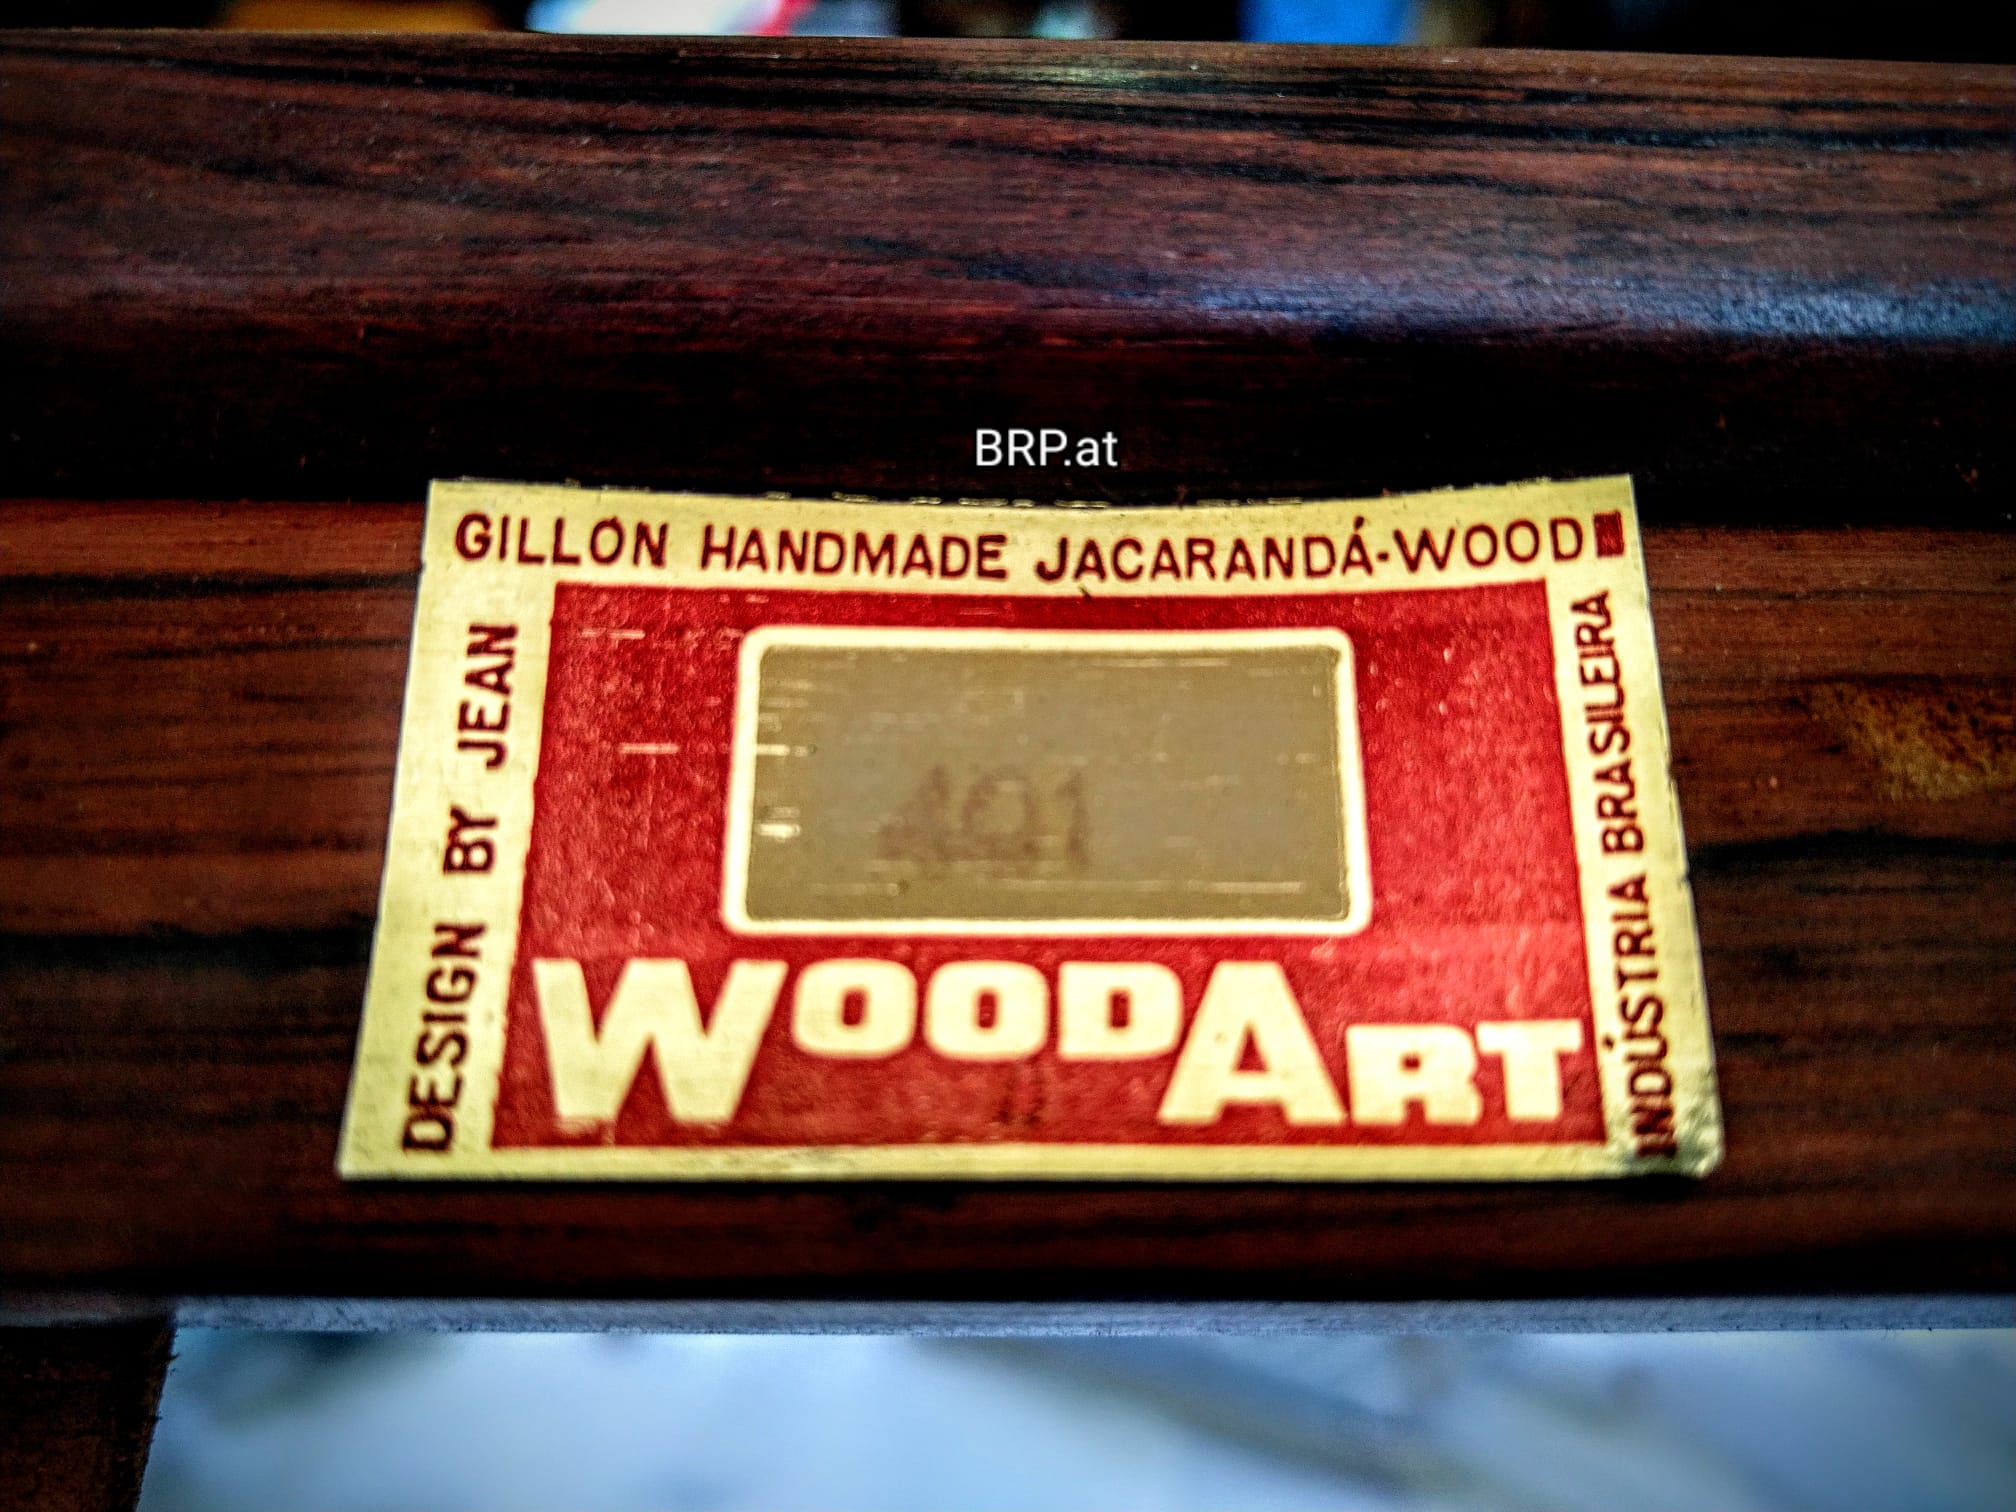 BRP.at
DESIGN BY JEAN
GILLON HANDMADE JACARANDÁ-WOOD
INDÚSTRIA BRASILEIRA
401
WOODART